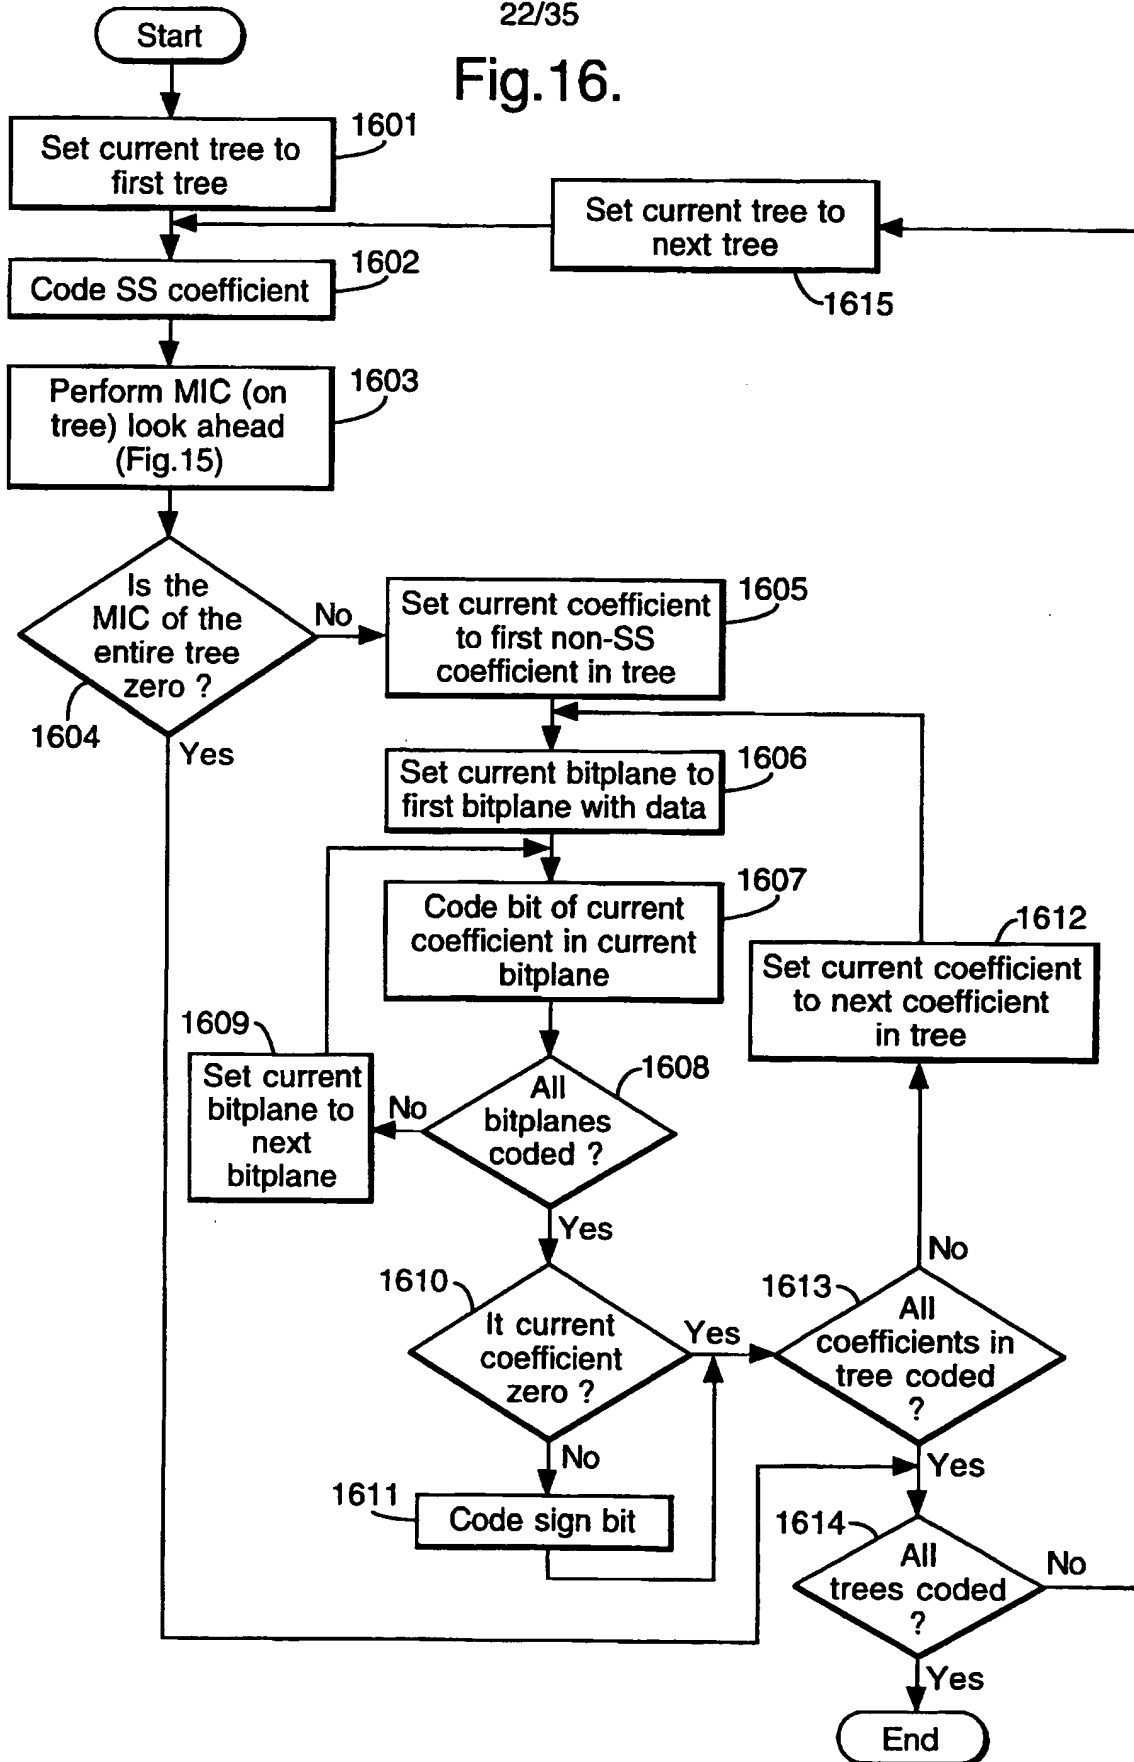 22/35
Fig.16.
Start
1601
Set current tree to
first tree
Set current tree to
next tree
1615
1602
Code SS coefficient
1603
Perform MIC (on
tree) look ahead
(Fig.15)
Is the
MIC of the
entire tree
zero ?
1604
No
Yes
1605
Set current coefficient
to first non-SS
coefficient in tree
1606
Set current bitplane to
first bitplane with data
1607
Code bit of current
coefficient in current
bitplane
1612
Set current coefficient
to next coefficient
in tree
1609
Set current
bitplane to
next
bitplane
No
1608
All
bitplanes
coded ?
Yes
1610
It current
coefficient
zero ?
Yes
No
1611
Code sign bit
1613
All
coefficients in
tree coded
?
No
Yes
1614
All
trees coded
?
No
Yes
End